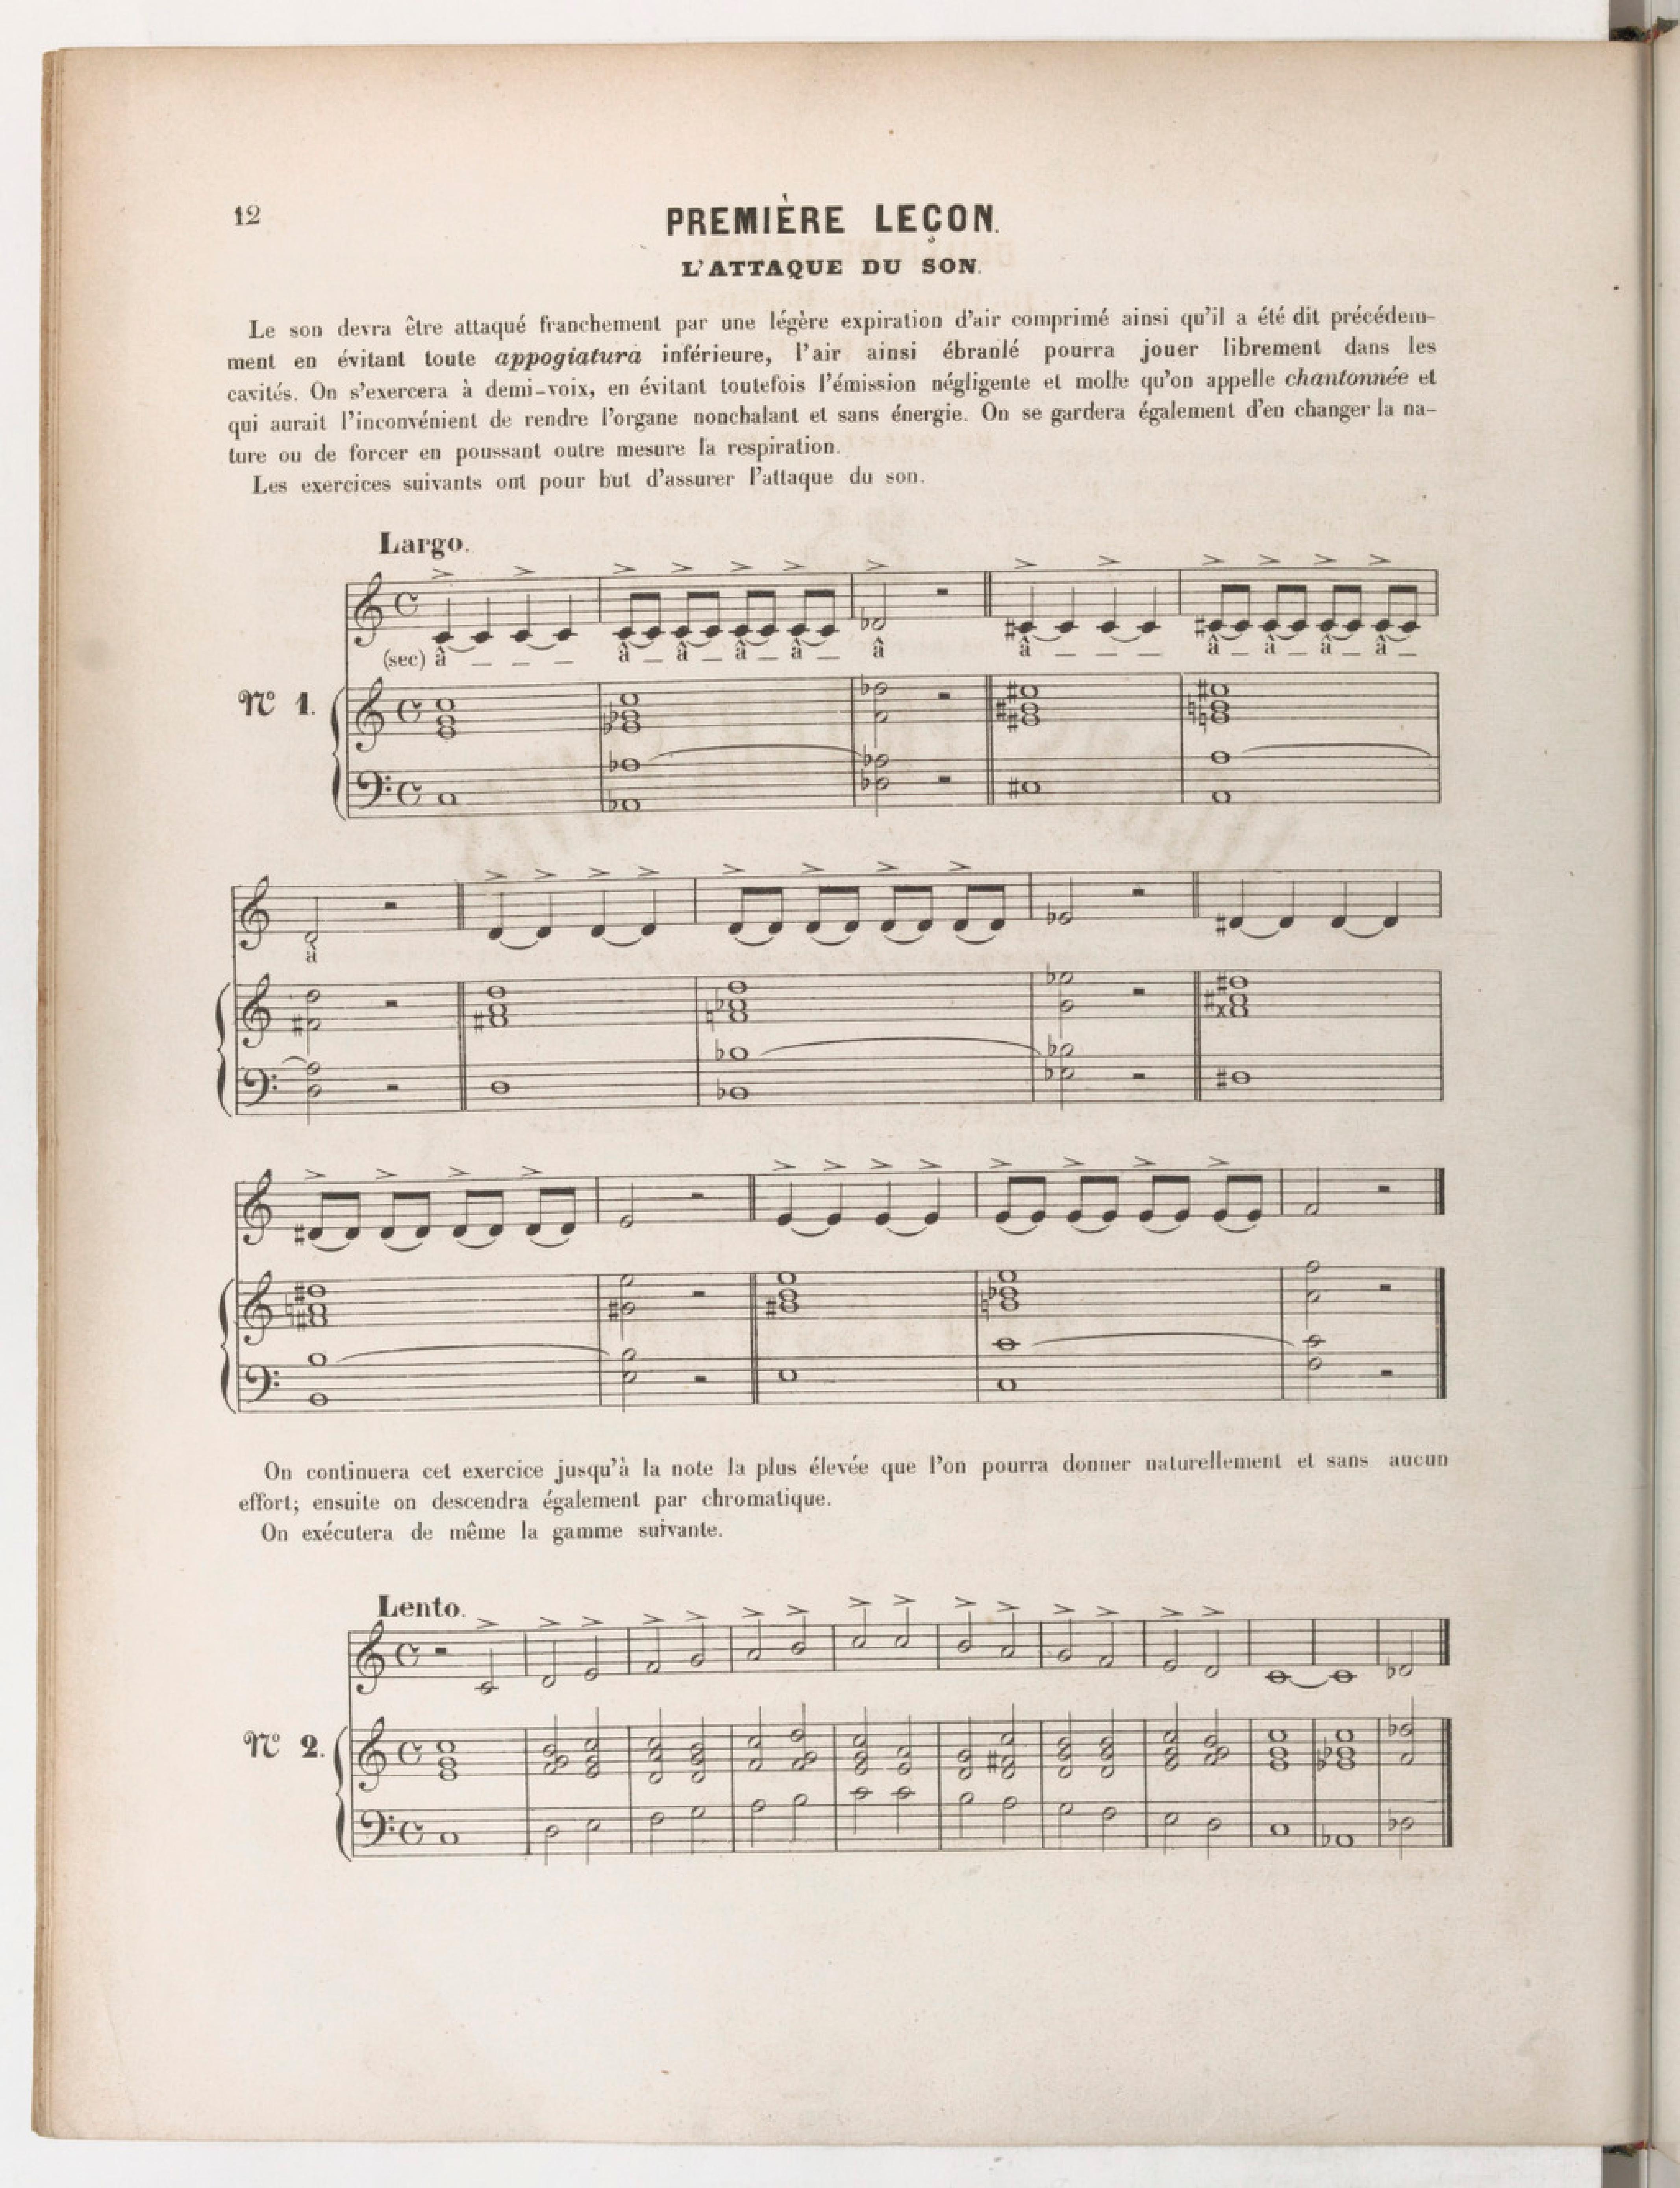 12
PREMIÈRE LEÇON.
L'ATTAQUE DU SON.
Le son devra être attaqué franchement par une légère expiration d'air comprimé ainsi qu'il a été dit précédem-
ment en évitant toute appogiatura inférieure, l'air ainsi ébranlé pourra jouer librement dans les
cavités. On s'exercera à demi-voix, en évitant toutefois l'émission négligente et molle qu'on appelle chantonnée et
qui aurait l'inconvénient de rendre l'organe nonchalant et sans énergie. On se gardera également d'en changer la na-
ture ou de forcer en poussant outre mesure la respiration.
Les exercices suivants ont pour but d'assurer l'attaque du son.
Largo.
(sec) â _ _ _ â _ â _ â _ â _ â â _ _ _ â _ â _ â _ â _
No 1.
â
On continuera cet exercice jusqu'à la note la plus élevée que l'on pourra donner naturellement et sans aucun
effort; ensuite on descendra également par chromatique.
On exécutera de même la gamme suivante.
Lento.
No 2.